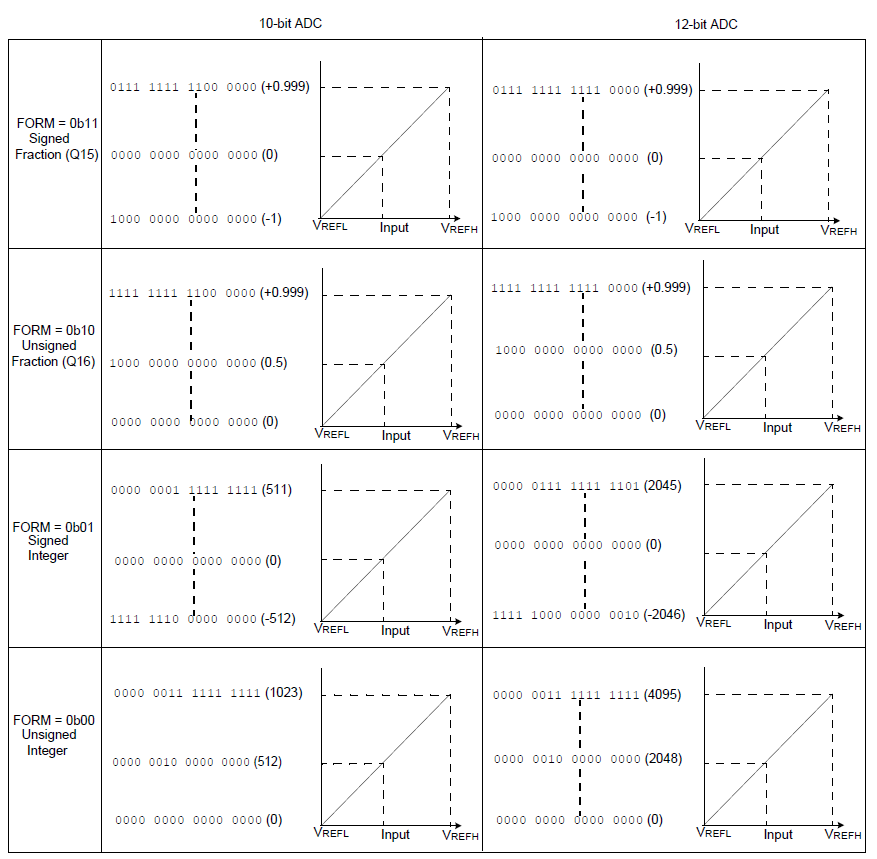 10-bit ADC
12-bit ADC
FORM = 0b11
Signed
Fraction (Q15)
0111 1111 1100 0000 (+0.999)
0000 0000 0000 0000 (0)
1000 0000 0000 0000 (-1)
VREFL Input VREFH
0111 1111 1111 0000 (+0.999)
0000 0000 0000 0000 (0)
1000 0000 0000 0000 (-1)
VREFL Input VREFH
FORM = 0b10
Unsigned
Fraction (Q16)
1111 1111 1100 0000 (+0.999)
1000 0000 0000 0000 (0.5)
0000 0000 0000 0000 (0)
VREFL Input VREFH
1111 1111 1111 0000 (+0.999)
1000 0000 0000 0000 (0.5)
0000 0000 0000 0000 (0)
VREFL Input VREFH
FORM = 0b01
Signed
Integer
0000 0001 1111 1111 (511)
0000 0000 0000 0000 (0)
1111 1110 0000 0000 (-512)
VREFL Input VREFH
0000 0111 1111 1101 (2045)
0000 0000 0000 0000 (0)
1111 1000 0000 0010 (-2046)
VREFL Input VREFH
FORM = 0b00
Unsigned
Integer
0000 0011 1111 1111 (1023)
0000 0010 0000 0000 (512)
0000 0000 0000 0000 (0)
VREFL Input VREFH
0000 0011 1111 1111 (4095)
0000 0010 0000 0000 (2048)
0000 0000 0000 0000 (0)
VREFL Input VREFH